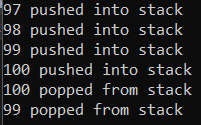 97 pushed into stack
98 pushed into stack
99 pushed into stack
100 pushed into stack
100 popped from stack
99 popped from stack